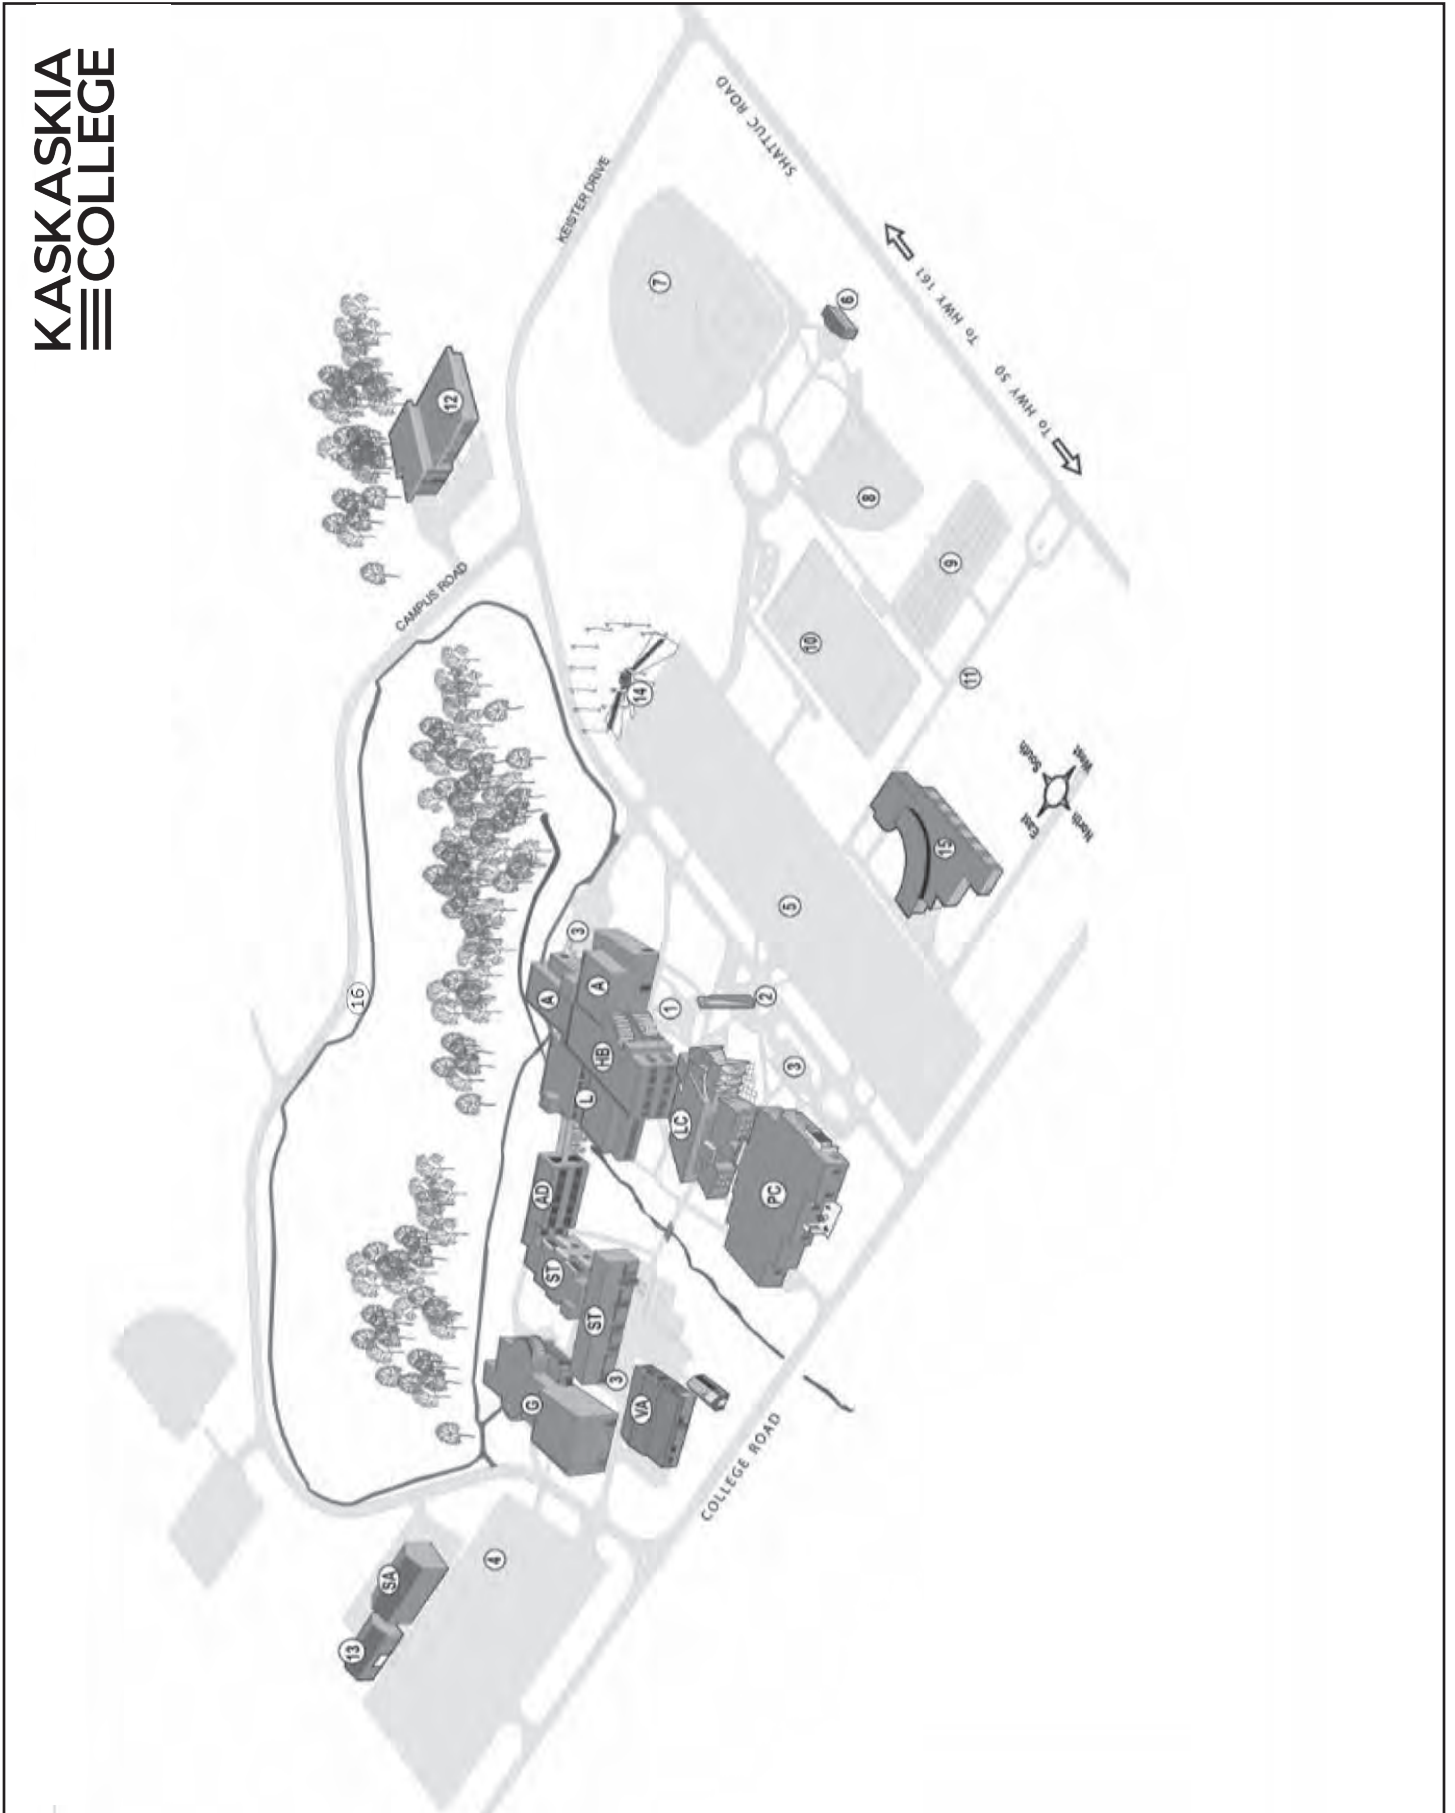 KASKASKIA
COLLEGE
SHATTUC ROAD
KEISTER DRIVE
To HWY 161
To HWY 50
CAMPUS ROAD
COLLEGE ROAD
South
West
East
North
7
6
12
8
9
10
11
14
15
5
16
3
A
A
1
2
HB
L
LC
3
AD
PC
ST
ST
3
G
VA
4
SA
13